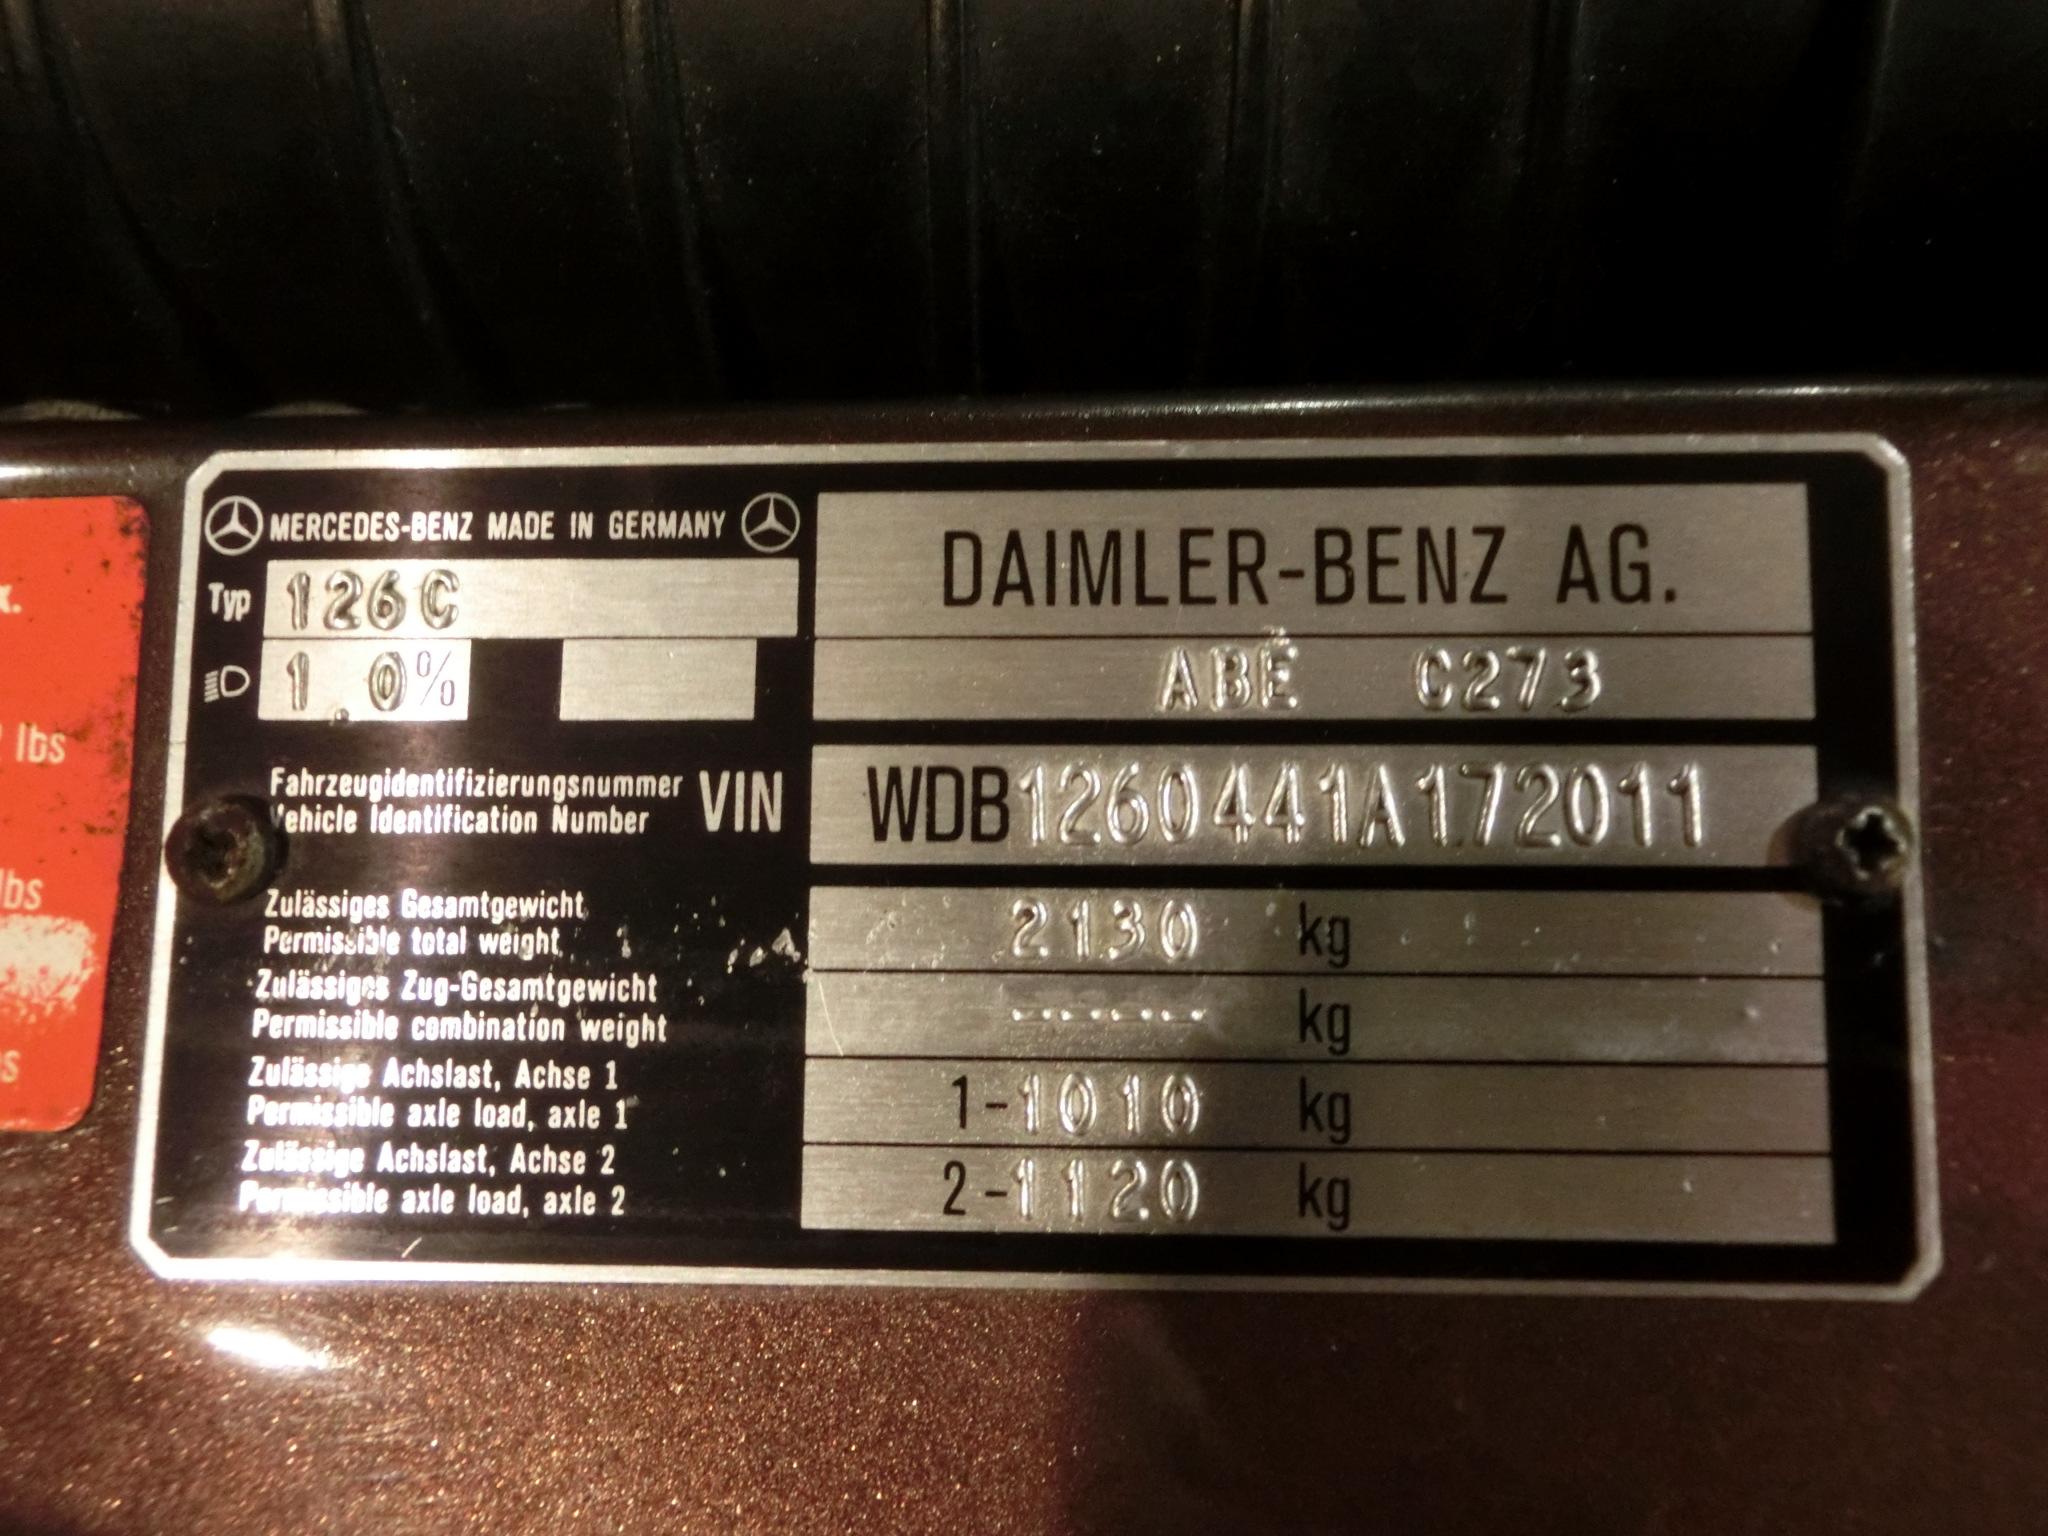 MERCEDES-BENZ MADE IN GERMANY
Typ 126C
1.0%
DAIMLER-BENZ AG.
ABE C273
Fahrzeugidentifizierungsnummer
Vehicle Identification Number
VIN WDB1260441A172011
Zulässiges Gesamtgewicht
Permissible total weight
2130 kg
Zulässiges Zug-Gesamtgewicht
Permissible combination weight
------ kg
Zulässige Achslast, Achse 1
Permissible axle load, axle 1
1-1010 kg
Zulässige Achslast, Achse 2
Permissible axle load, axle 2
2-1120 kg
lbs
lbs